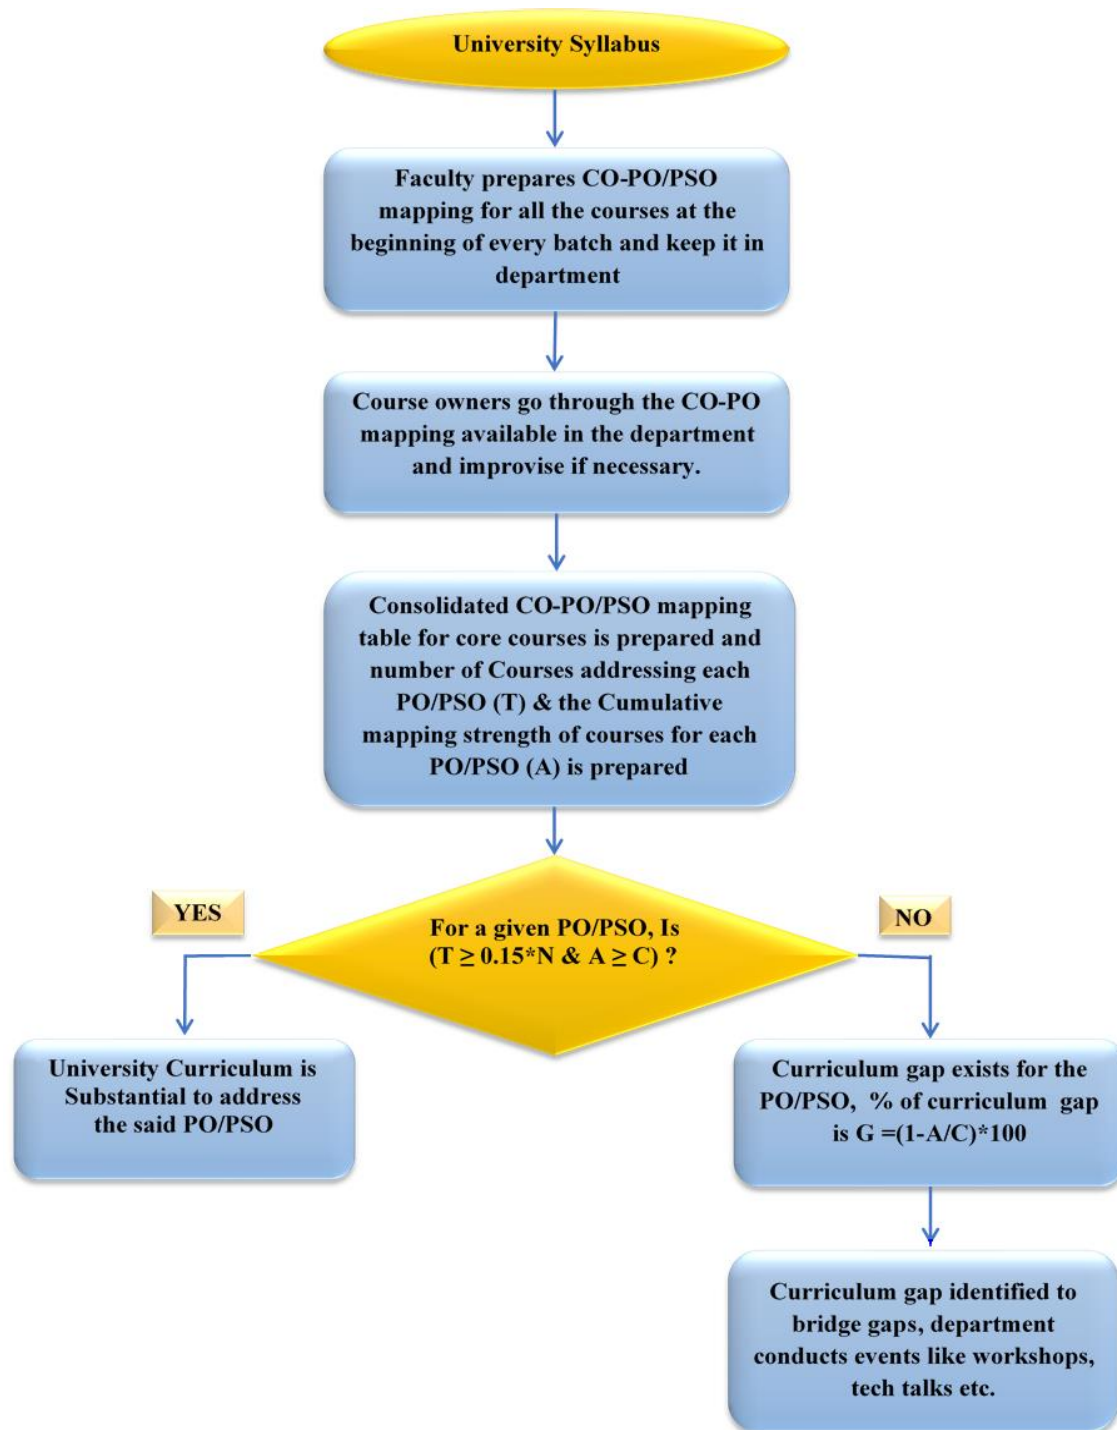 University Syllabus
Faculty prepares CO-PO/PSO
mapping for all the courses at the
beginning of every batch and keep it in
department
Course owners go through the CO-PO
mapping available in the department
and improvise if necessary.
Consolidated CO-PO/PSO mapping
table for core courses is prepared and
number of Courses addressing each
PO/PSO (T) & the Cumulative
mapping strength of courses for each
PO/PSO (A) is prepared
For a given PO/PSO, Is
(T ≥ 0.15*N & A ≥ C) ?
YES
NO
University Curriculum is
Substantial to address
the said PO/PSO
Curriculum gap exists for the
PO/PSO, % of curriculum gap
is G =(1-A/C)*100
Curriculum gap identified to
bridge gaps, department
conducts events like workshops,
tech talks etc.